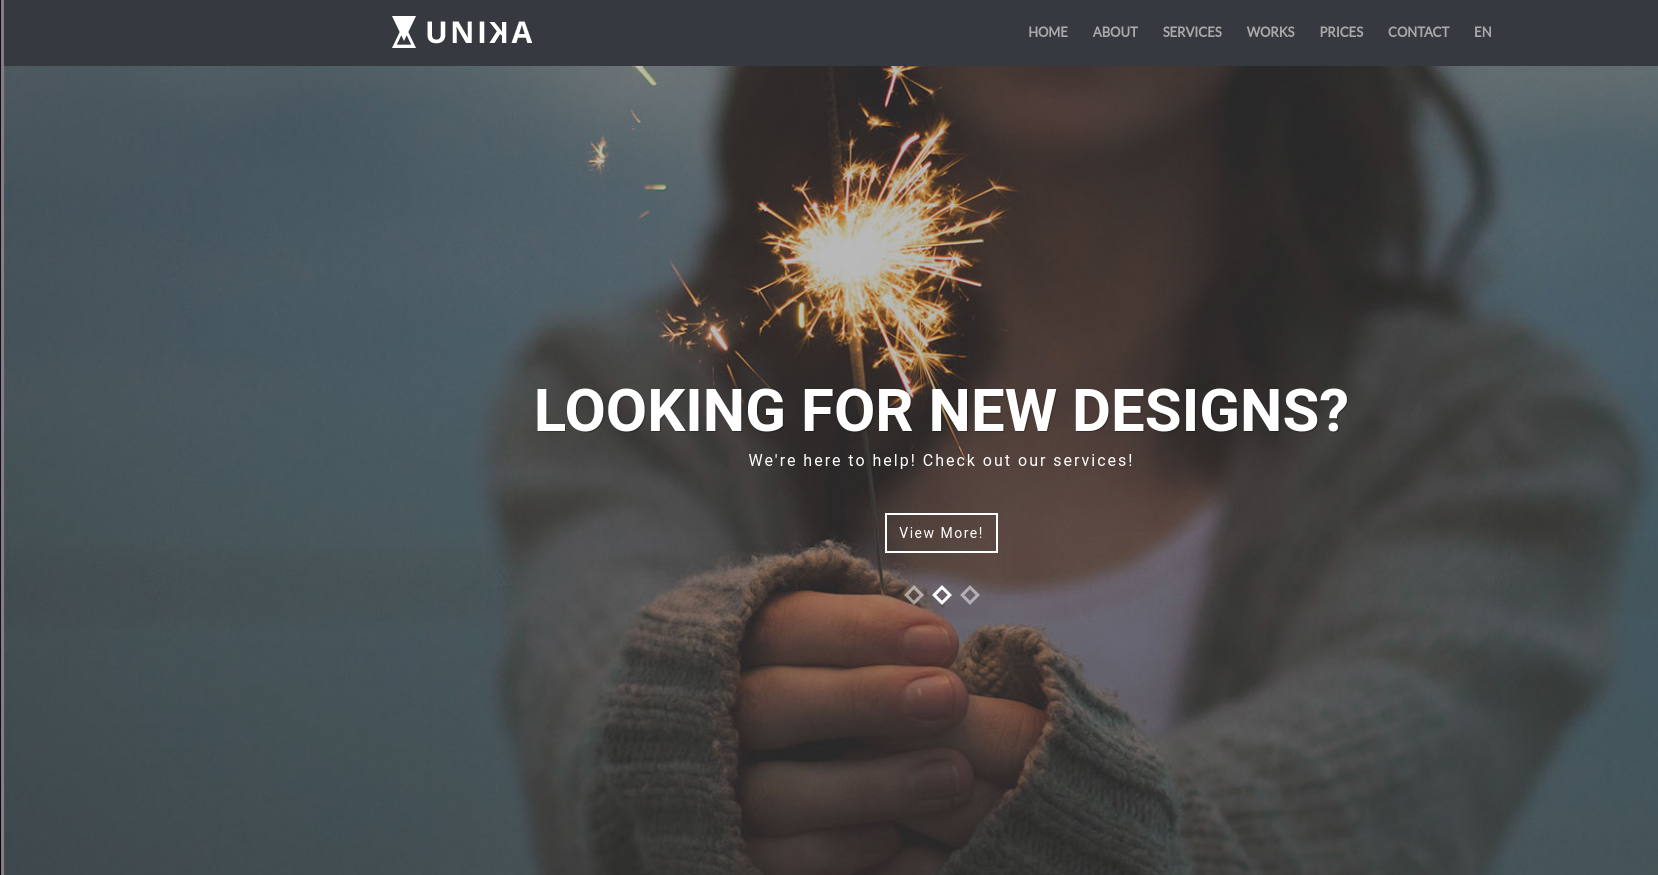 UNIKA
HOME ABOUT SERVICES WORKS PRICES CONTACT EN
LOOKING FOR NEW DESIGNS?
We're here to help! Check out our services!
View More!